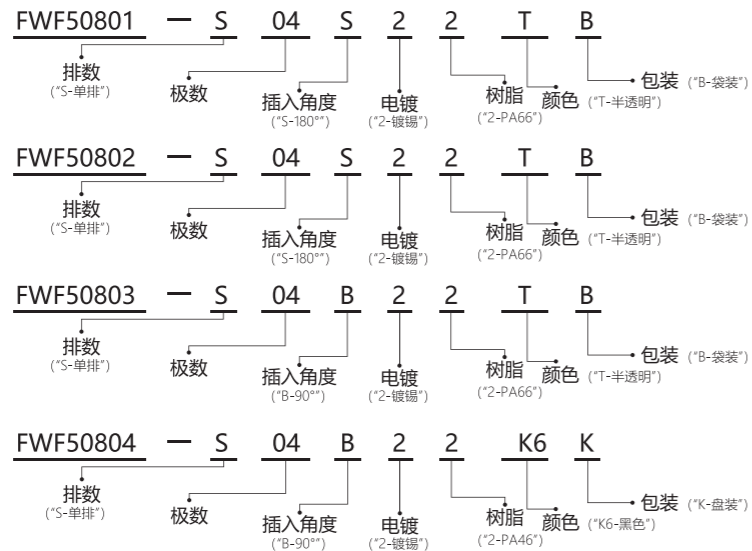 FWF50801 — S 04 S 2 2 T B
排数
("S-单排")
极数
插入角度
("S-180°")
电镀
("2-镀锡")
树脂
("2-PA66")
颜色 ("T-半透明")
包装 ("B-袋装")
FWF50802 — S 04 S 2 2 T B
排数
("S-单排")
极数
插入角度
("S-180°")
电镀
("2-镀锡")
树脂
("2-PA66")
颜色 ("T-半透明")
包装 ("B-袋装")
FWF50803 — S 04 B 2 2 T B
排数
("S-单排")
极数
插入角度
("B-90°")
电镀
("2-镀锡")
树脂
("2-PA66")
颜色 ("T-半透明")
包装 ("B-袋装")
FWF50804 — S 04 B 2 2 K6 K
排数
("S-单排")
极数
插入角度
("B-90°")
电镀
("2-镀锡")
树脂
("2-PA46")
颜色 ("K6-黑色")
包装 ("K-盘装")